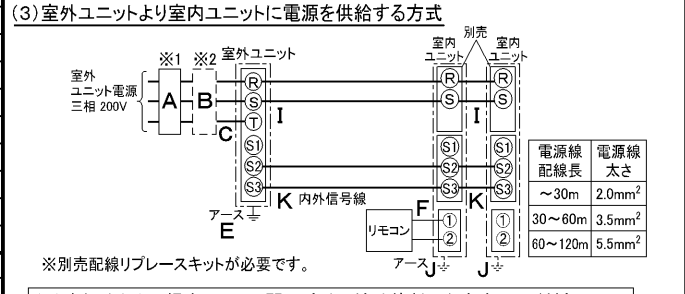 (3)室外ユニットより室内ユニットに電源を供給する方式
別売
※1 ※2 室外ユニット 室内ユニット 室内ユニット
室外
ユニット電源
三相 200V
A B C
R R R
S S S
T
I I
S1 S1 S1
S2 S2 S2
S3 S3 S3
K 内外信号線 K
アース
E
F
リモコン
① ①
② ②
アース J J
電源線配線長 電源線太さ
～30m 2.0mm²
30～60m 3.5mm²
60～120m 5.5mm²
※別売配線リプレースキットが必要です。